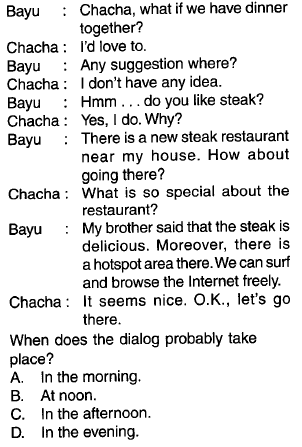 Bayu : Chacha, what if we have dinner
together?
Chacha : I'd love to.
Bayu : Any suggestion where?
Chacha : I don't have any idea.
Bayu : Hmm . . . do you like steak?
Chacha : Yes, I do. Why?
Bayu : There is a new steak restaurant
near my house. How about
going there?
Chacha : What is so special about the
restaurant?
Bayu : My brother said that the steak is
delicious. Moreover, there is
a hotspot area there. We can surf
and browse the Internet freely.
Chacha : It seems nice. O.K., let's go
there.
When does the dialog probably take
place?
A. In the morning.
B. At noon.
C. In the afternoon.
D. In the evening.